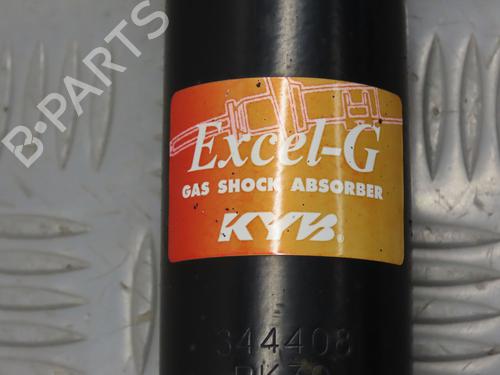 B·PARTS
Excel-G
GAS SHOCK ABSORBER
KYB®
344408